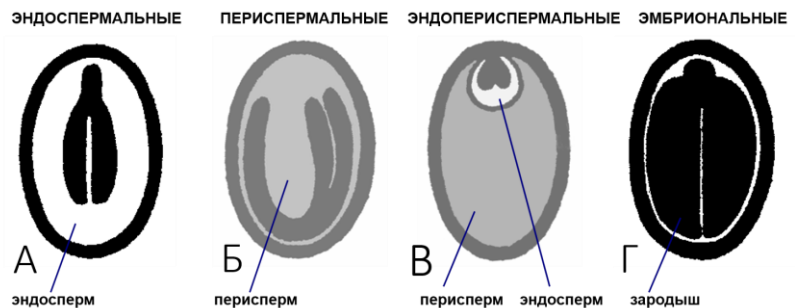 ЭНДОСПЕРМАЛЬНЫЕ ПЕРИСПЕРМАЛЬНЫЕ ЭНДОПЕРИСПЕРМАЛЬНЫЕ ЭМБРИОНАЛЬНЫЕ
А Б В Г
эндосперм перисперм перисперм эндосперм зародыш